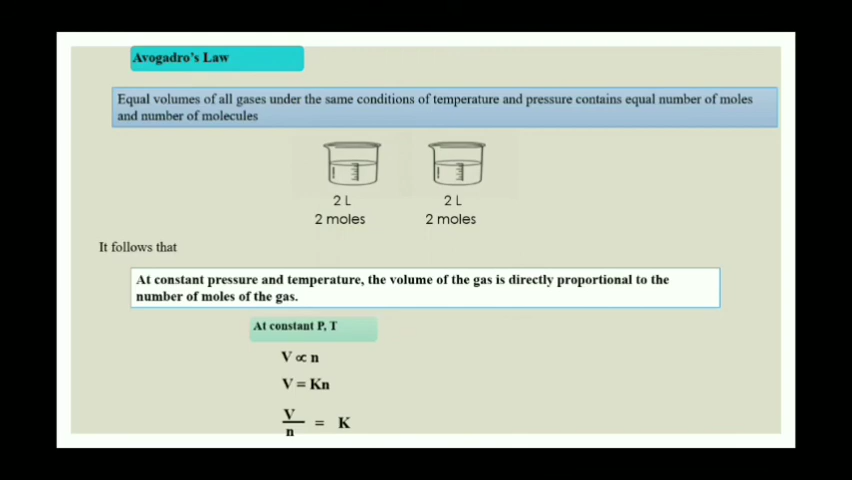 Avogadro's Law
Equal volumes of all gases under the same conditions of temperature and pressure contains equal number of moles
and number of molecules
2 L 2 L
2 moles 2 moles
It follows that
At constant pressure and temperature, the volume of the gas is directly proportional to the
number of moles of the gas.
At constant P, T
V ∝ n
V = Kn
V
= K
n